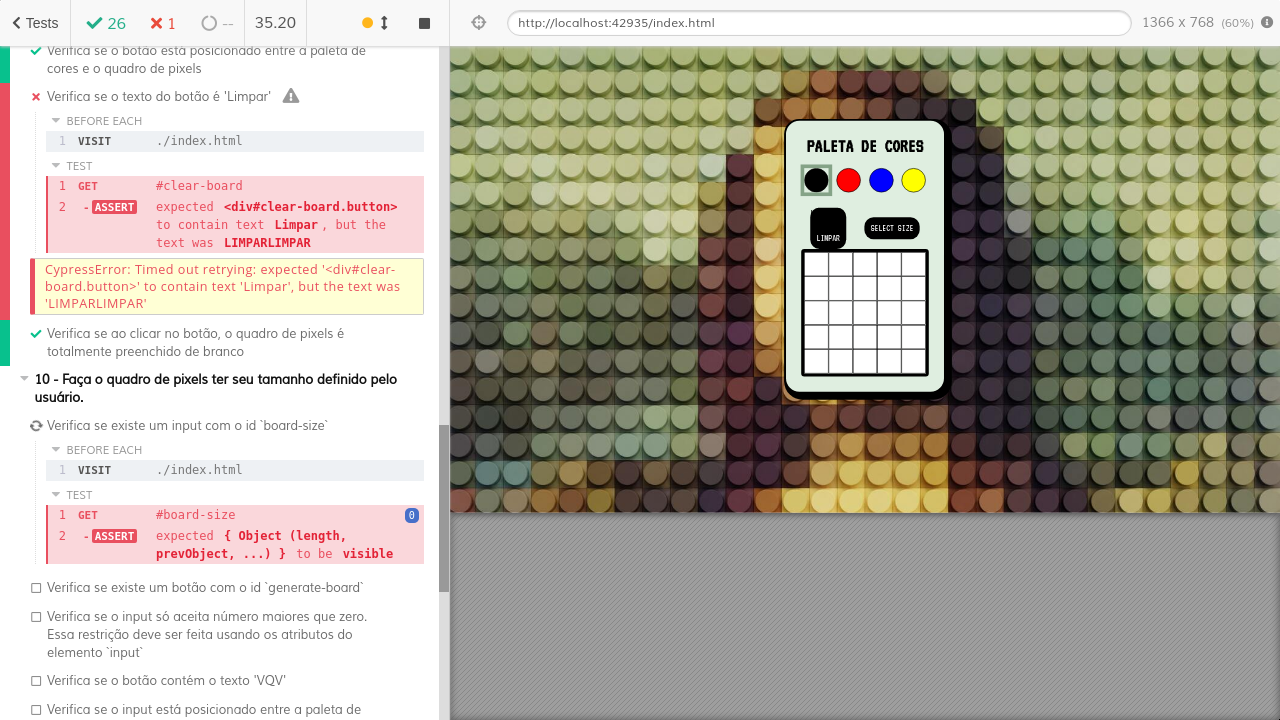 Tests
26
1
--
35.20
http://localhost:42935/index.html
1366 x 768 (60%)
Verifica se o botão está posicionado entre a paleta de
cores e o quadro de pixels
Verifica se o texto do botão é 'Limpar'
BEFORE EACH
1 VISIT ./index.html
TEST
1 GET #clear-board
2 -ASSERT expected <div#clear-board.button>
to contain text Limpar, but the
text was LIMPARLIMPAR
CypressError: Timed out retrying: expected '<div#clear-
board.button>' to contain text 'Limpar', but the text was
'LIMPARLIMPAR'
Verifica se ao clicar no botão, o quadro de pixels é
totalmente preenchido de branco
10 - Faça o quadro de pixels ter seu tamanho definido pelo
usuário.
Verifica se existe um input com o id `board-size`
BEFORE EACH
1 VISIT ./index.html
TEST
1 GET #board-size 0
2 -ASSERT expected { Object (length,
prevObject, ...) } to be visible
Verifica se existe um botão com o id `generate-board`
Verifica se o input só aceita número maiores que zero.
Essa restrição deve ser feita usando os atributos do
elemento `input`
Verifica se o botão contém o texto 'VQV'
Verifica se o input está posicionado entre a paleta de
PALETA DE CORES
LIMPAR
SELECT SIZE